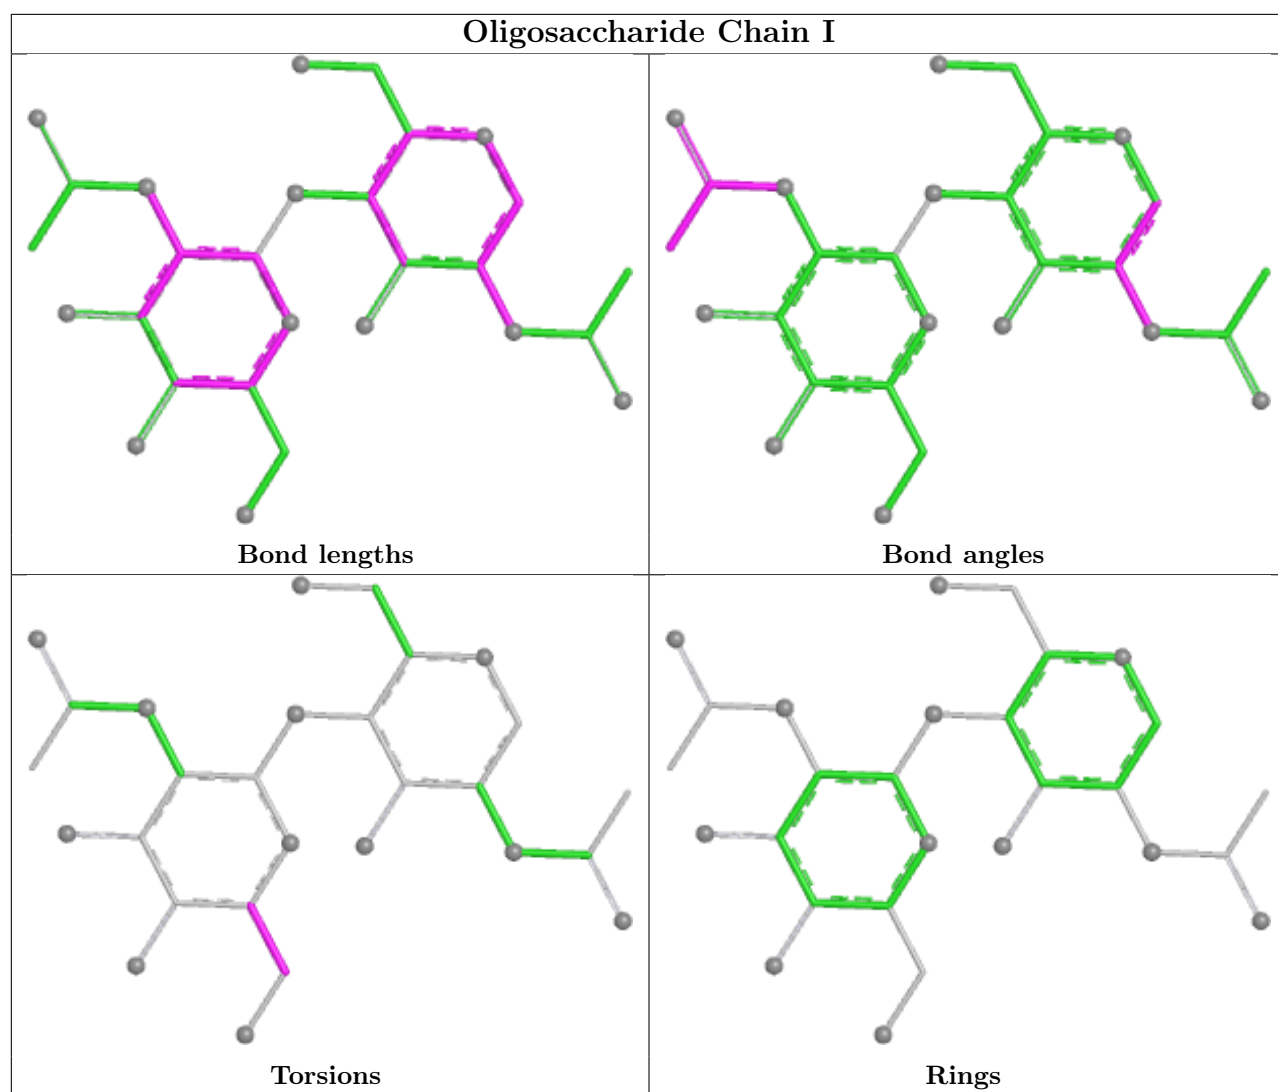 Oligosaccharide Chain I
Bond lengths
Bond angles
Torsions
Rings